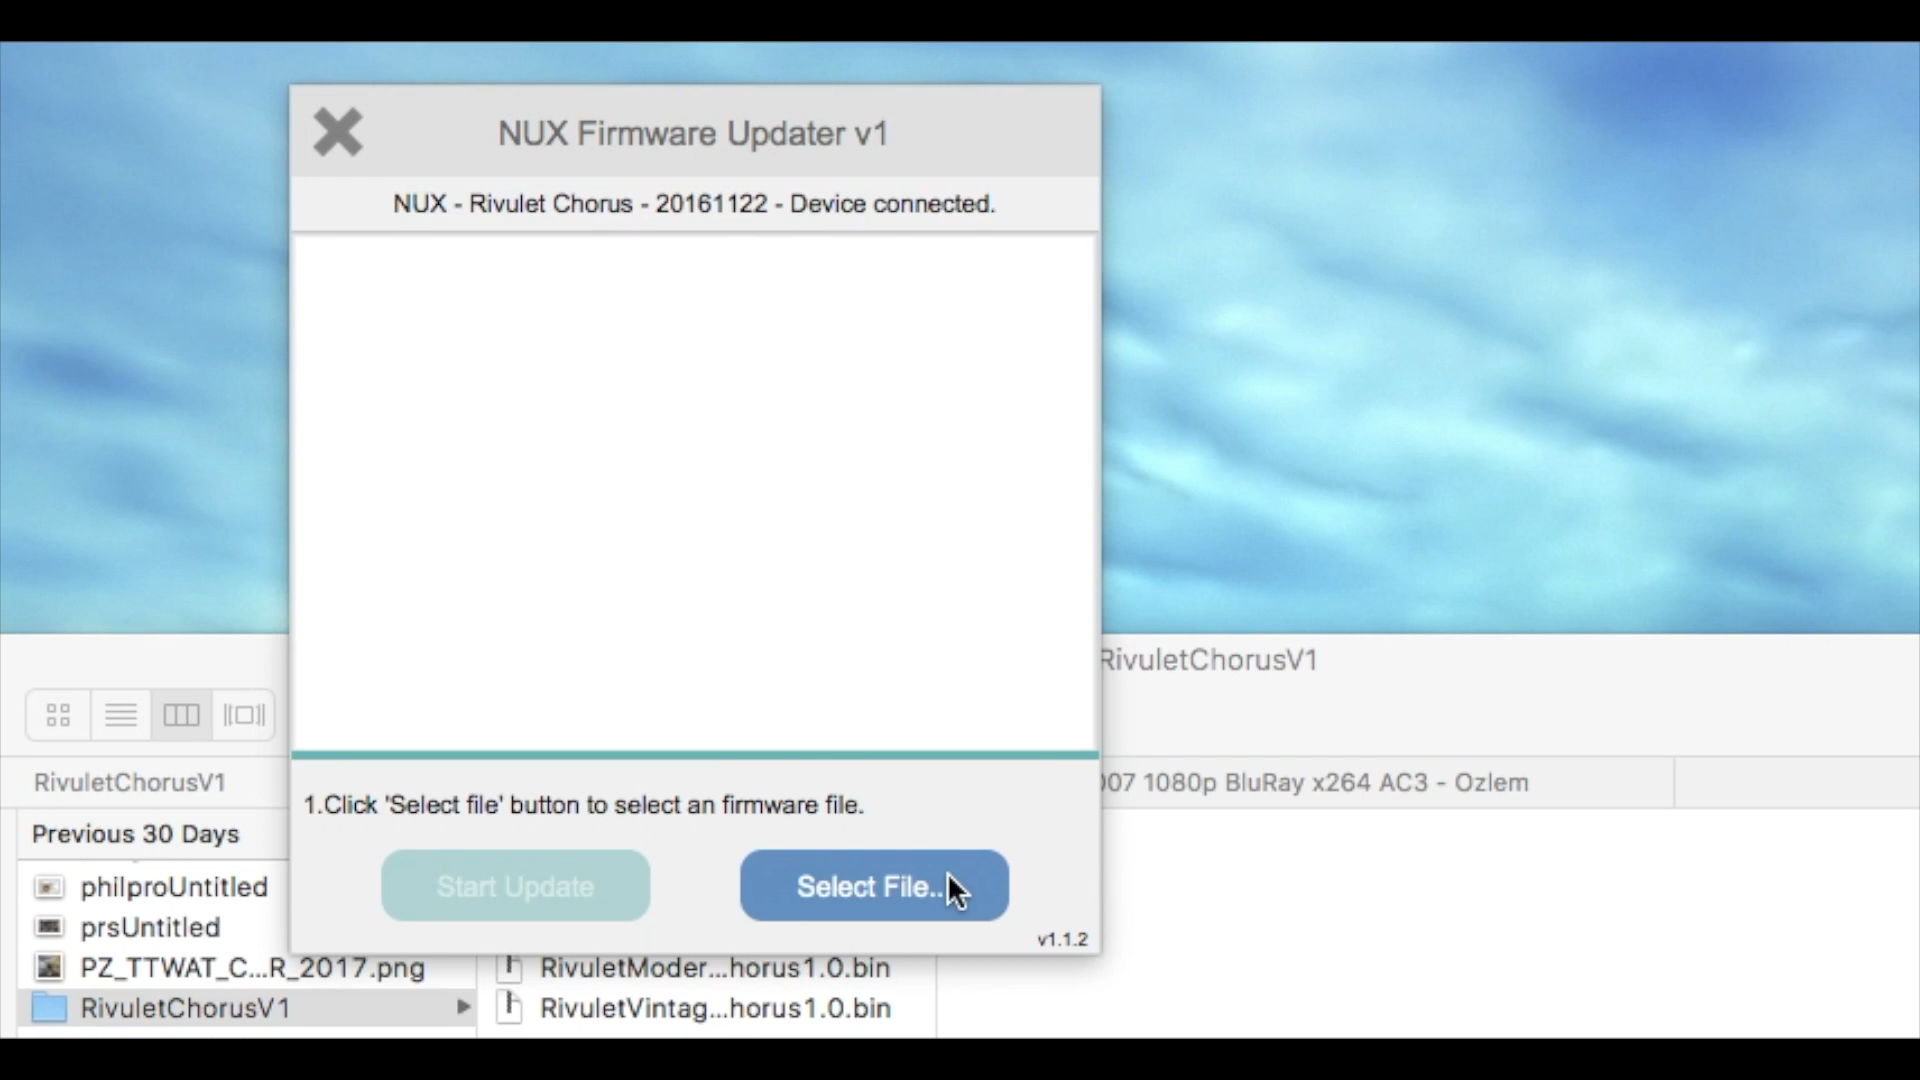 NUX Firmware Updater v1
NUX - Rivulet Chorus - 20161122 - Device connected.
RivuletChorusV1
RivuletChorusV1
007 1080p BluRay x264 AC3 - Ozlem
1.Click 'Select file' button to select an firmware file.
Previous 30 Days
Start Update
Select File..
philproUntitled
prsUntitled
v1.1.2
PZ_TTWAT_C...R_2017.png
RivuletModer...horus1.0.bin
RivuletChorusV1
RivuletVintag...horus1.0.bin